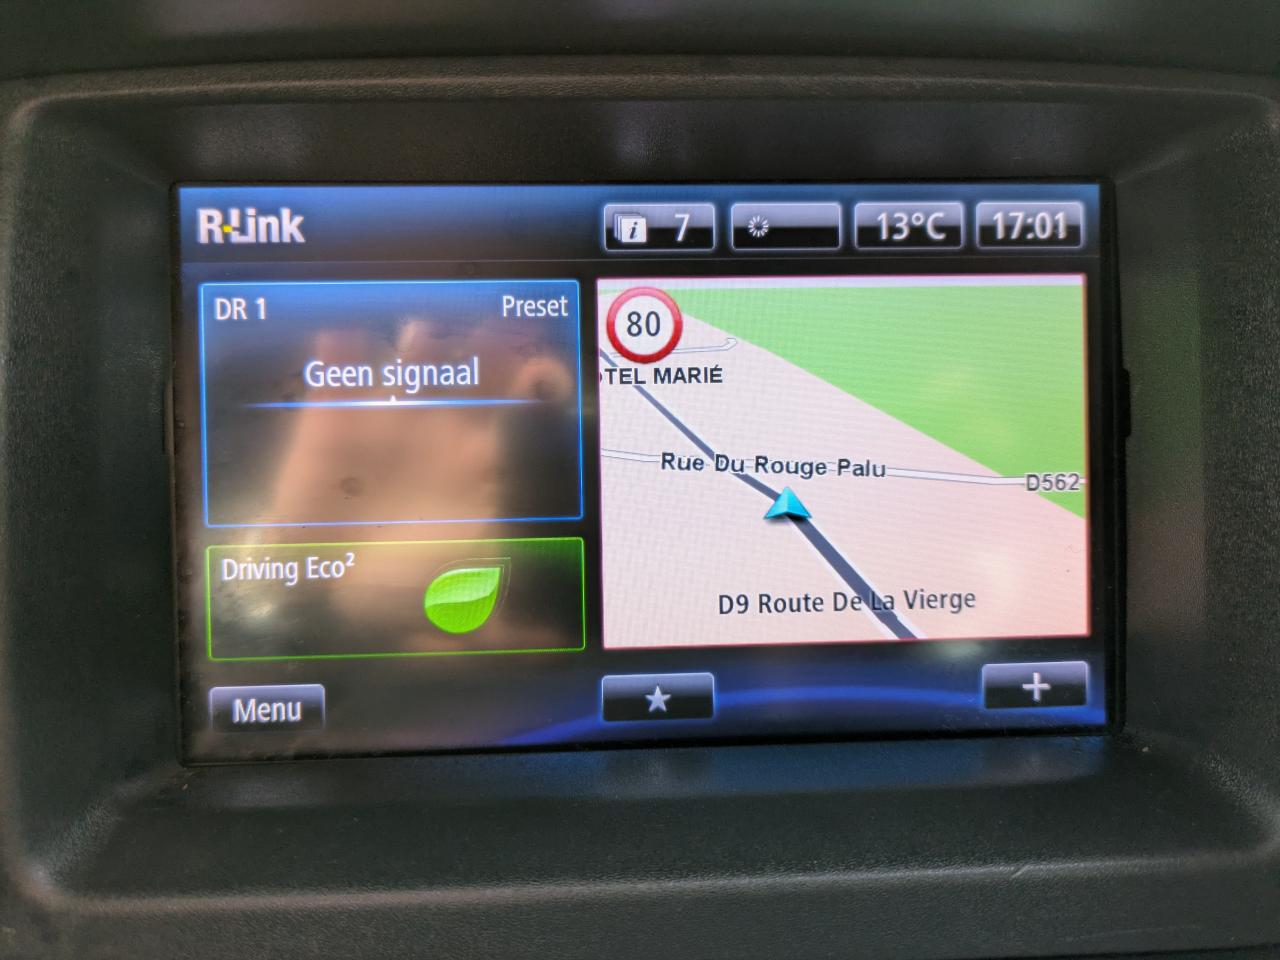 R-Link
i 7
13°C
17:01
DR 1 Preset
Geen signaal
Driving Eco²
Menu
80
TEL MARIÉ
Rue Du Rouge Palu
D562
D9 Route De La Vierge